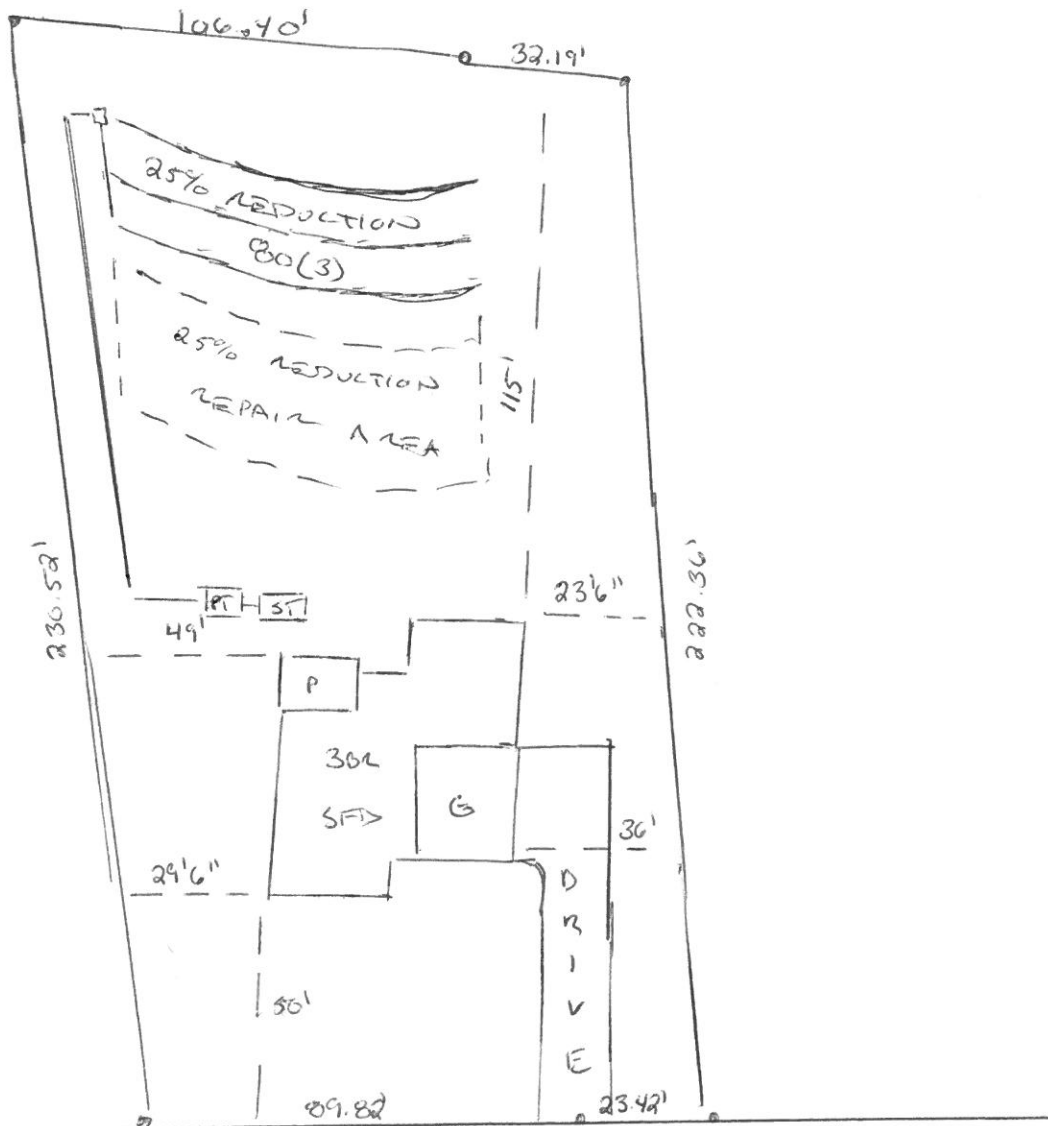 106.40'
32.19'
25% REDUCTION
80(3)
25% REDUCTION
REPAIR AREA
115'
230.52'
222.36'
23'6"
PT
ST
49'
P
3BR
SFD
G
36'
29'6"
DRIVE
50'
89.82'
23.42'